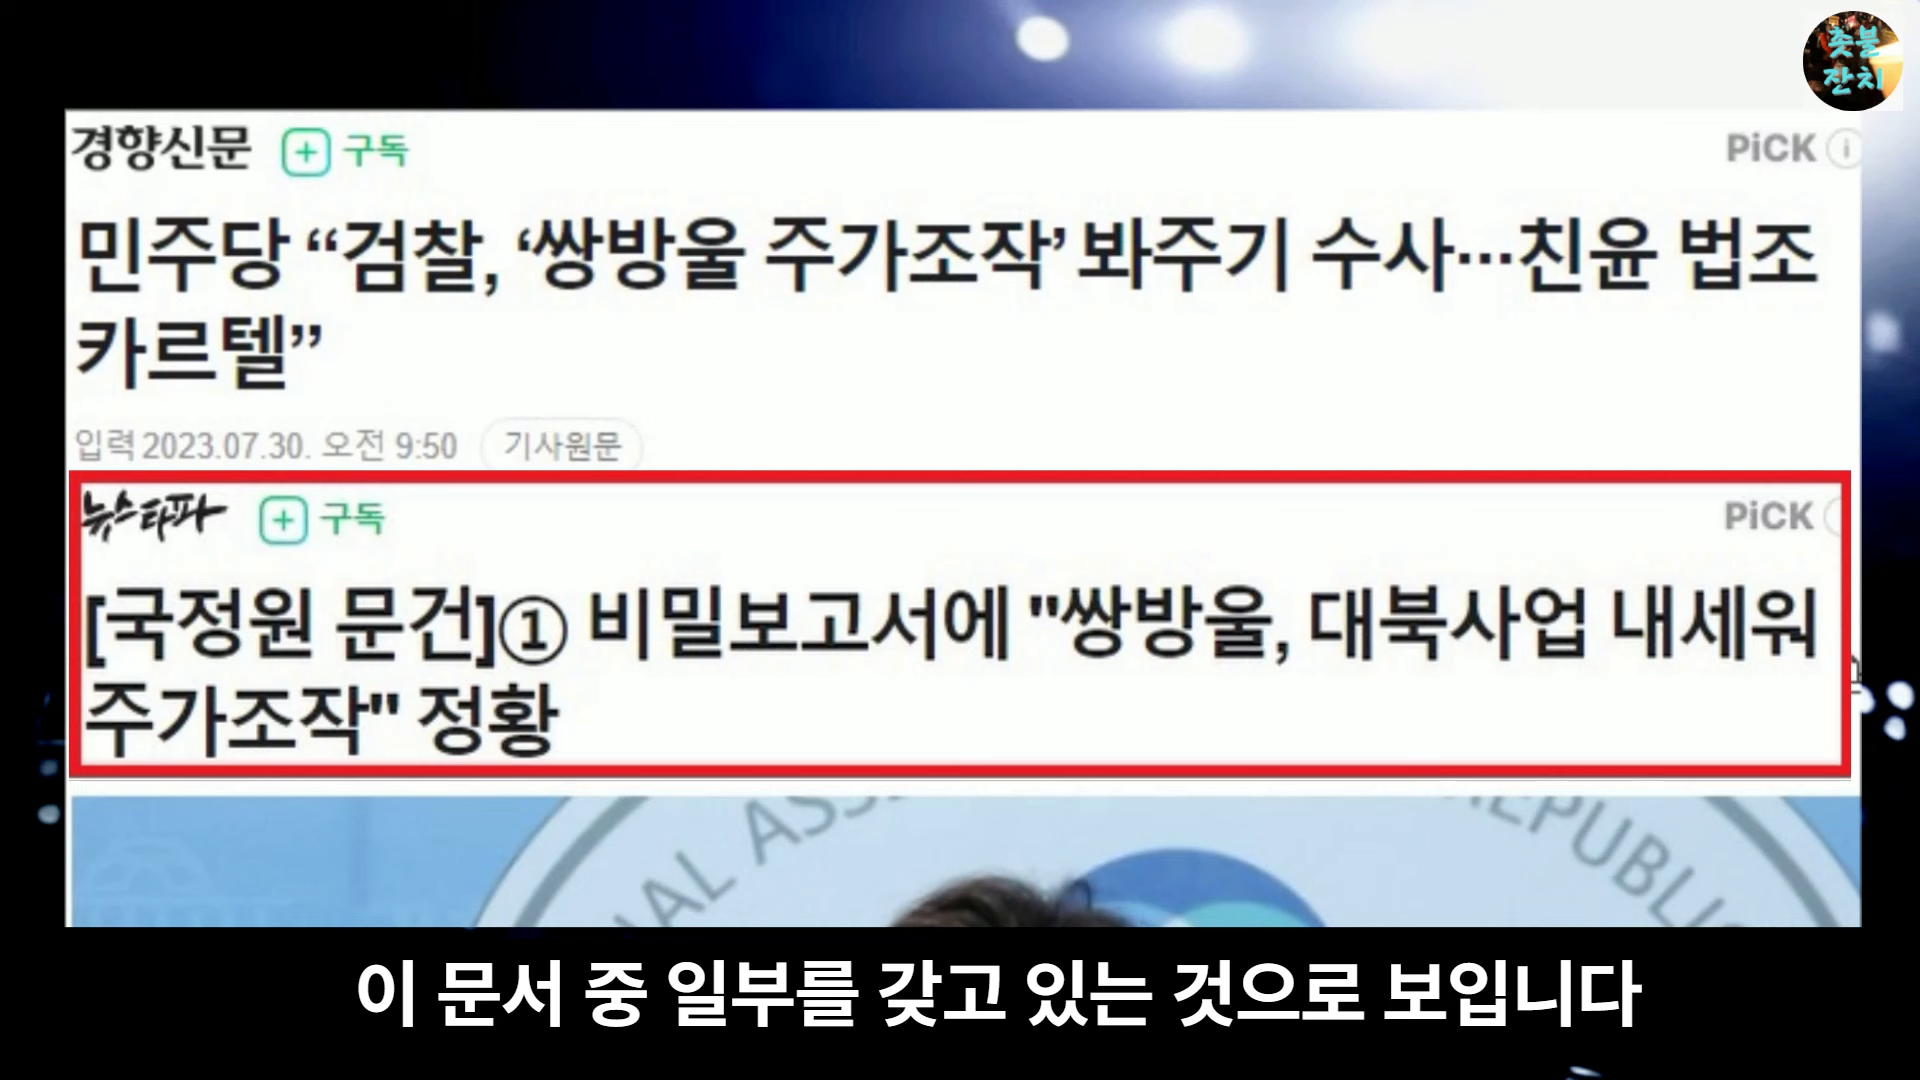 촛불
잔치
경향신문 + 구독 PiCK i
민주당 “검찰, ‘쌍방울 주가조작’ 봐주기 수사…친윤 법조
카르텔”
입력 2023.07.30. 오전 9:50 기사원문
뉴스타파 + 구독 PiCK
[국정원 문건]① 비밀보고서에 "쌍방울, 대북사업 내세워
주가조작" 정황
AL ASS REPUBLI
이 문서 중 일부를 갖고 있는 것으로 보입니다